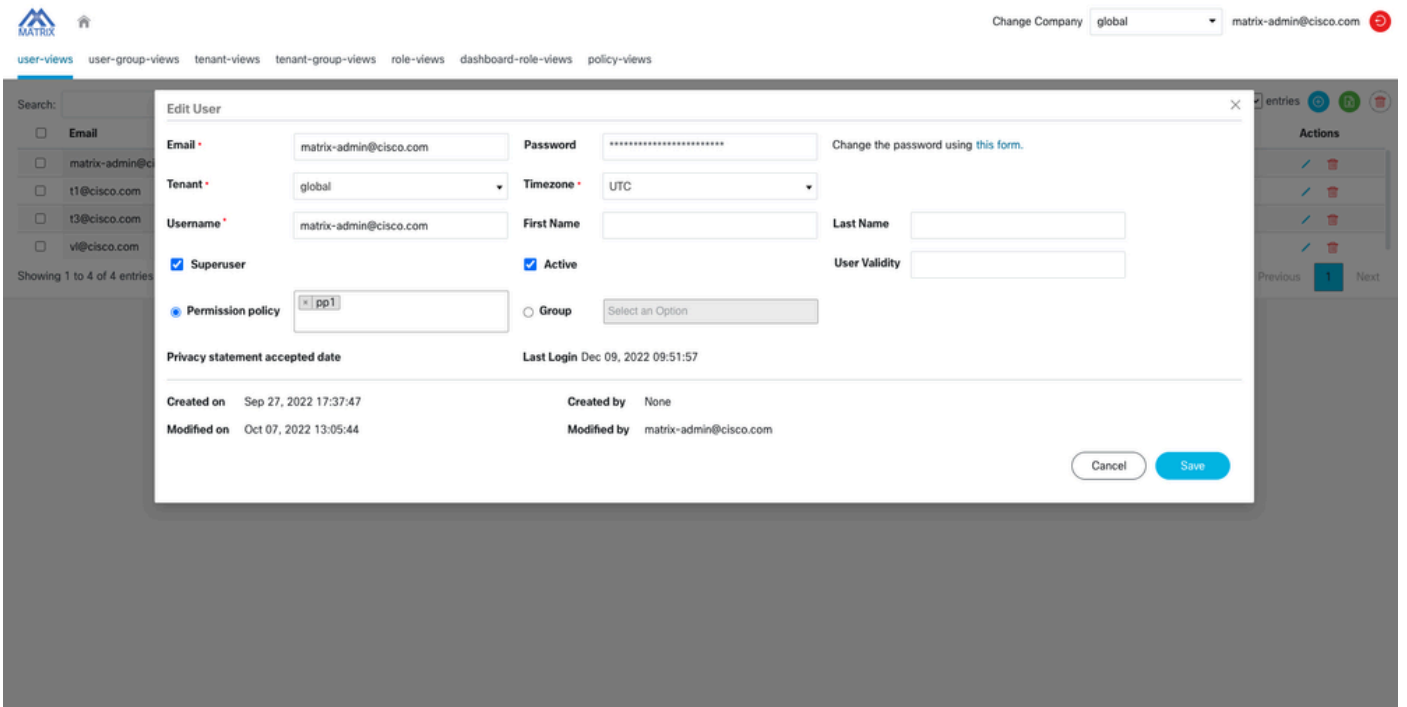 MATRIX
Change Company global matrix-admin@cisco.com
user-views user-group-views tenant-views tenant-group-views role-views dashboard-role-views policy-views
Search: entries
Edit User ×
Email Actions
Email * matrix-admin@cisco.com Password ************************ Change the password using this form.
matrix-admin@ci
Tenant * global Timezone * UTC
t1@cisco.com
t3@cisco.com
Username * matrix-admin@cisco.com First Name Last Name
vl@cisco.com
Superuser Active User Validity
Showing 1 to 4 of 4 entries Previous 1 Next
Permission policy × pp1 Group Select an Option
Privacy statement accepted date Last Login Dec 09, 2022 09:51:57
Created on Sep 27, 2022 17:37:47 Created by None
Modified on Oct 07, 2022 13:05:44 Modified by matrix-admin@cisco.com
Cancel Save